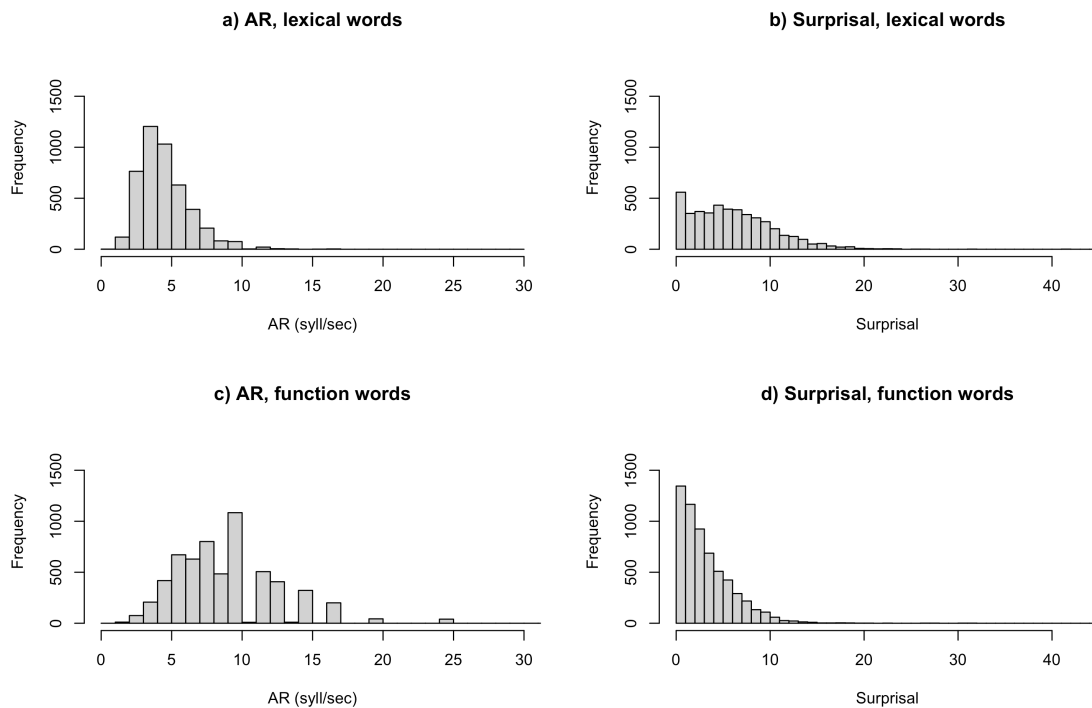 a) AR, lexical words
Frequency
0 500 1000 1500
0 5 10 15 20 25 30
AR (syll/sec)
b) Surprisal, lexical words
Frequency
0 500 1000 1500
0 10 20 30 40
Surprisal
c) AR, function words
Frequency
0 500 1000 1500
0 5 10 15 20 25 30
AR (syll/sec)
d) Surprisal, function words
Frequency
0 500 1000 1500
0 10 20 30 40
Surprisal